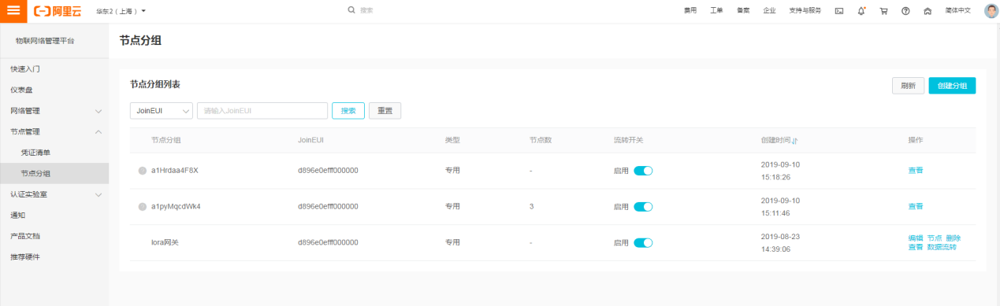 阿里云 华东2（上海） 搜索 费用 工单 备案 企业 支持与服务 简体中文
物联网络管理平台
快速入门
仪表盘
网络管理
节点管理
凭证清单
节点分组
认证实验室
通知
产品文档
推荐硬件
节点分组
节点分组列表 刷新 创建分组
JoinEUI 请输入JoinEUI 搜索 重置
节点分组 JoinEUI 类型 节点数 流转开关 创建时间 操作
a1Hrdaa4F8X d896e0efff000000 专用 - 启用 2019-09-10 查看
15:18:26
a1pyMqcdWk4 d896e0efff000000 专用 3 启用 2019-09-10 查看
15:11:46
lora网关 d896e0efff000000 专用 - 启用 2019-08-23 编辑 节点 删除
14:39:06 查看 数据流转